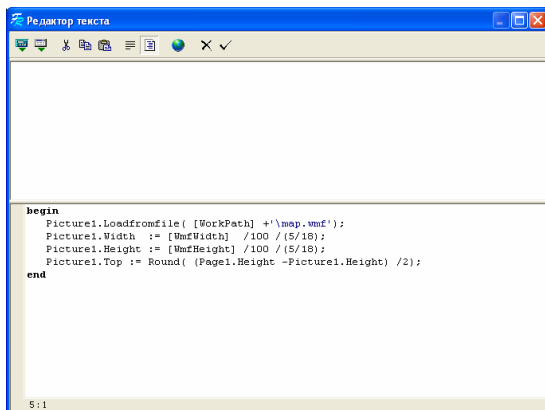 Редактор текста
begin
Picture1.Loadfromfile( [WorkPath] +'\map.wmf');
Picture1.Width := [WmfWidth] /100 /(5/18);
Picture1.Height := [WmfHeight] /100 /(5/18);
Picture1.Top := Round( (Page1.Height -Picture1.Height) /2);
end
5:1